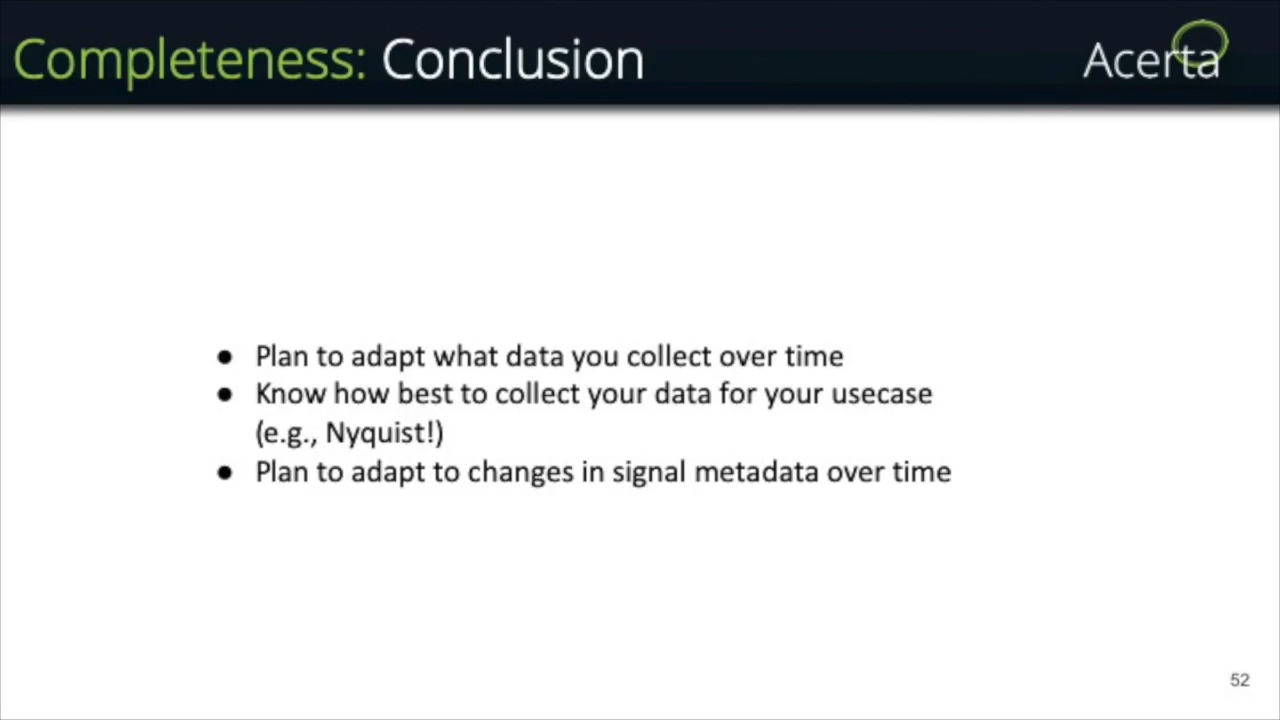 Completeness: Conclusion
Acerta
● Plan to adapt what data you collect over time
● Know how best to collect your data for your usecase
(e.g., Nyquist!)
● Plan to adapt to changes in signal metadata over time
52